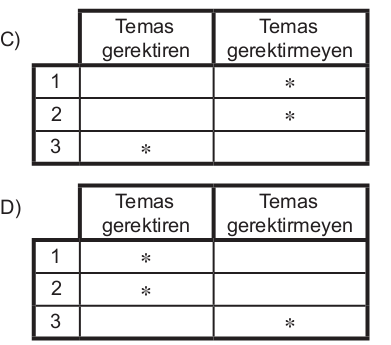 C)
Temas gerektiren Temas gerektirmeyen
1 *
2 *
3 *
D)
Temas gerektiren Temas gerektirmeyen
1 *
2 *
3 *